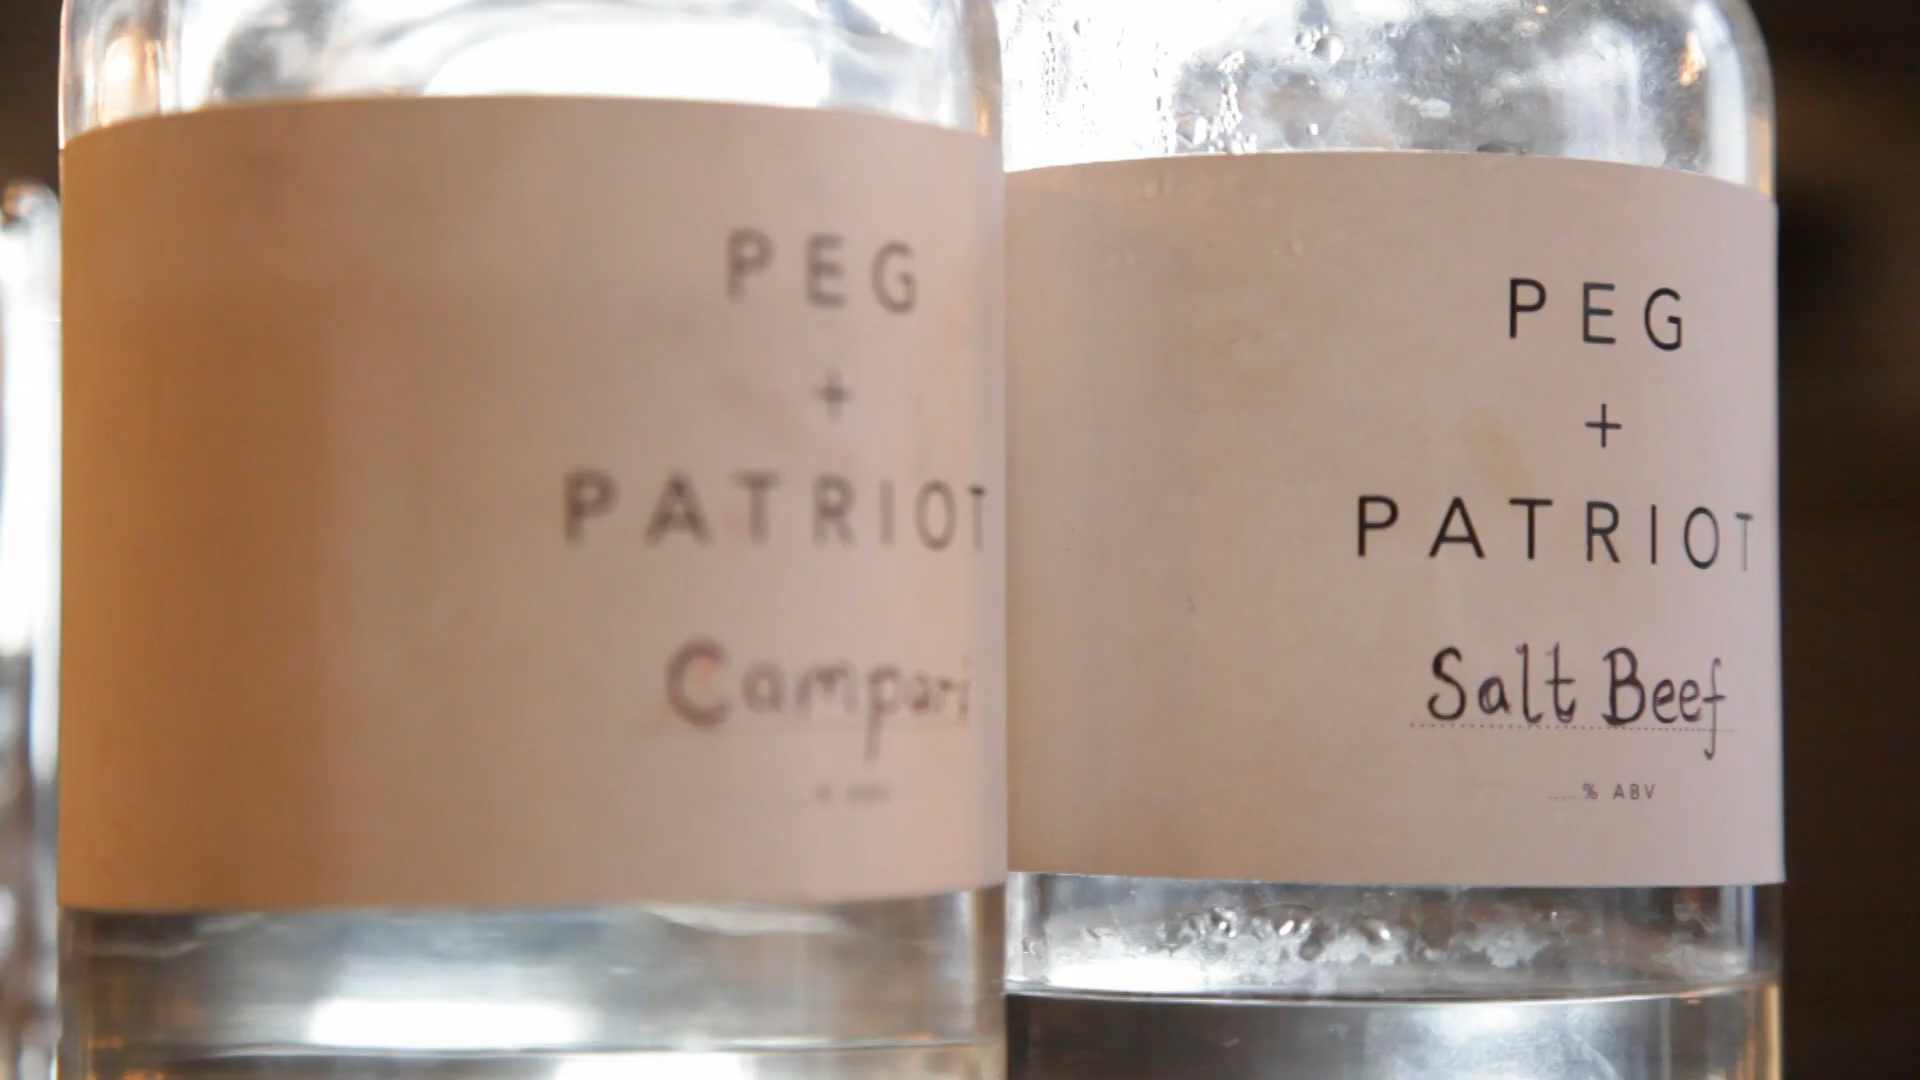 PEG
+
PATRIOT
Campari
PEG
+
PATRIOT
Salt Beef
.....% ABV